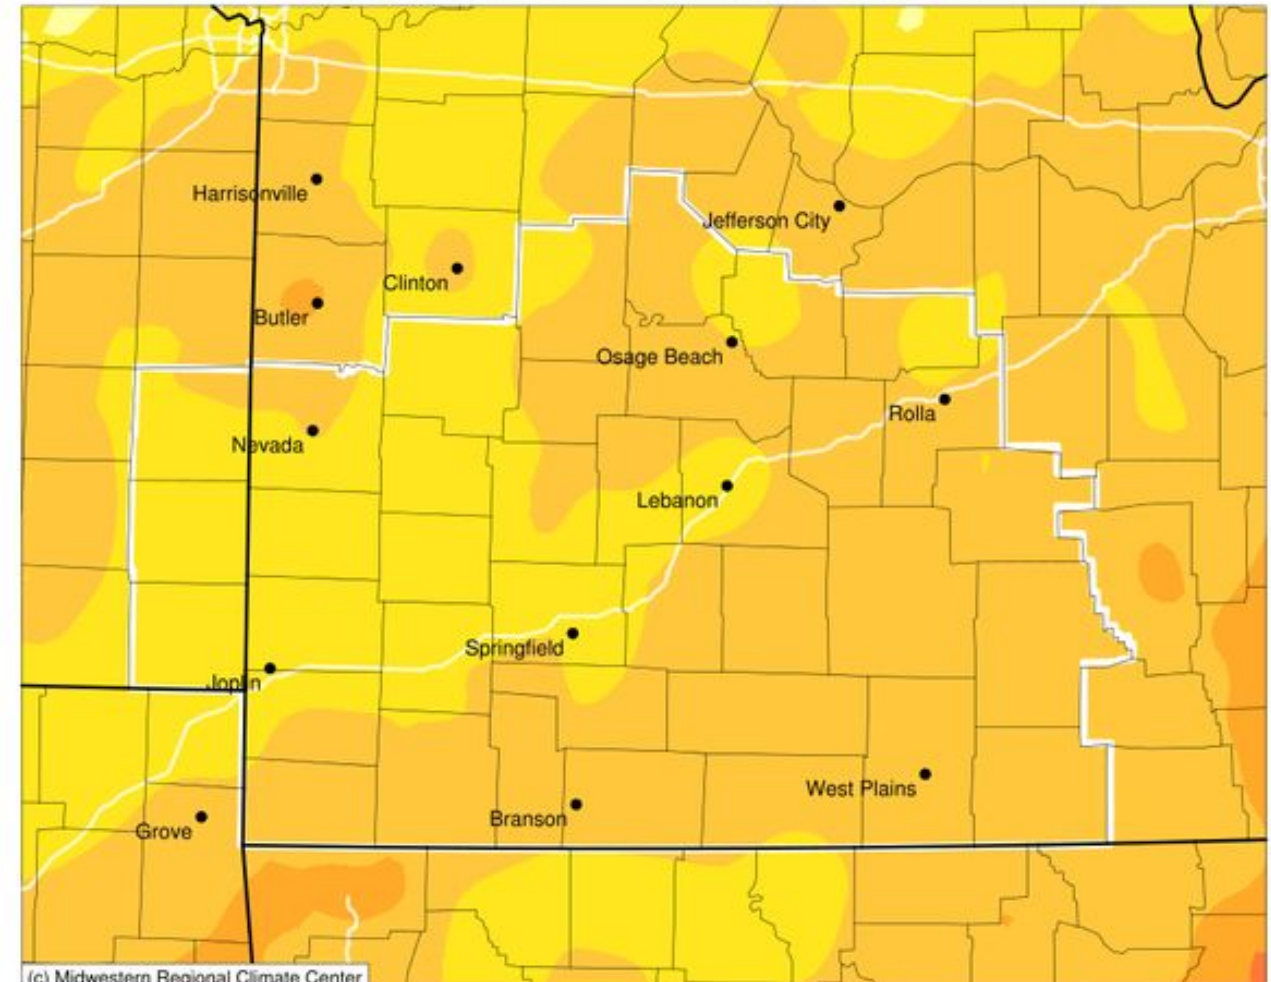 Harrisonville
Jefferson City
Clinton
Butler
Osage Beach
Rolla
Nevada
Lebanon
Springfield
Joplin
West Plains
Branson
Grove
(c) Midwestern Regional Climate Center